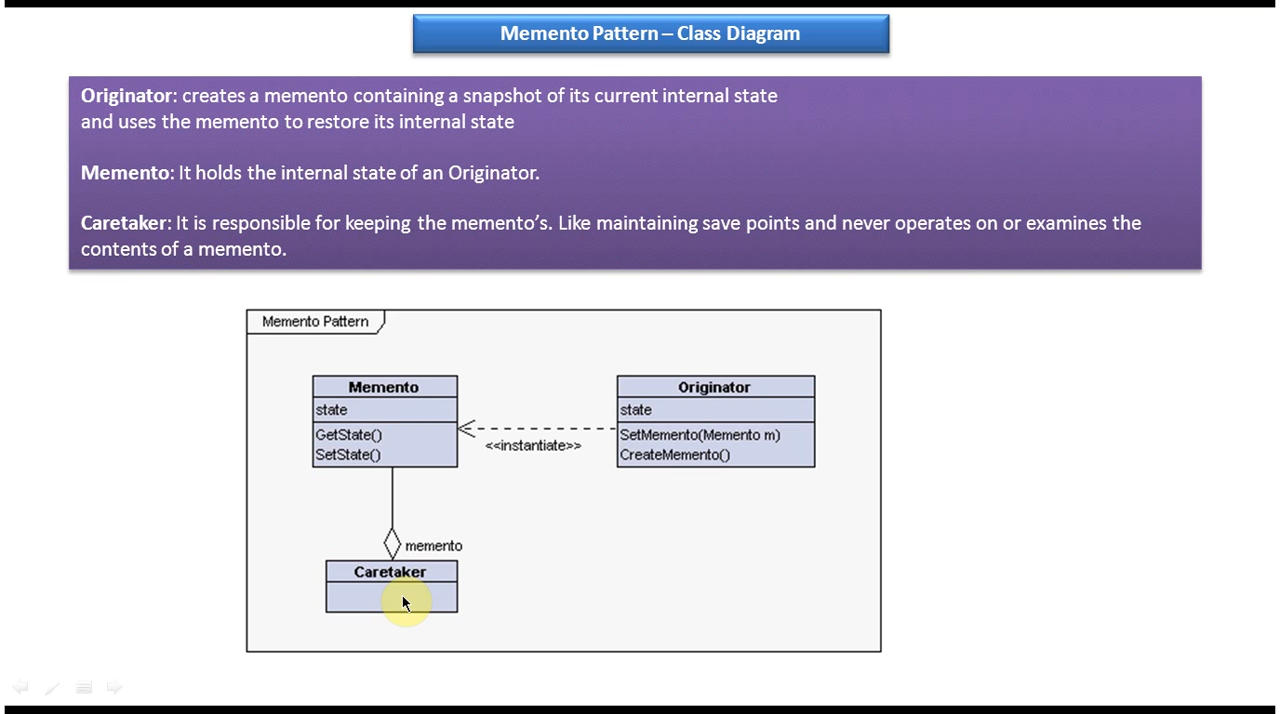 Memento Pattern – Class Diagram
Originator: creates a memento containing a snapshot of its current internal state
and uses the memento to restore its internal state
Memento: It holds the internal state of an Originator.
Caretaker: It is responsible for keeping the memento’s. Like maintaining save points and never operates on or examines the
contents of a memento.
Memento Pattern
Memento
state
GetState()
SetState()
<<instantiate>>
Originator
state
SetMemento(Memento m)
CreateMemento()
memento
Caretaker